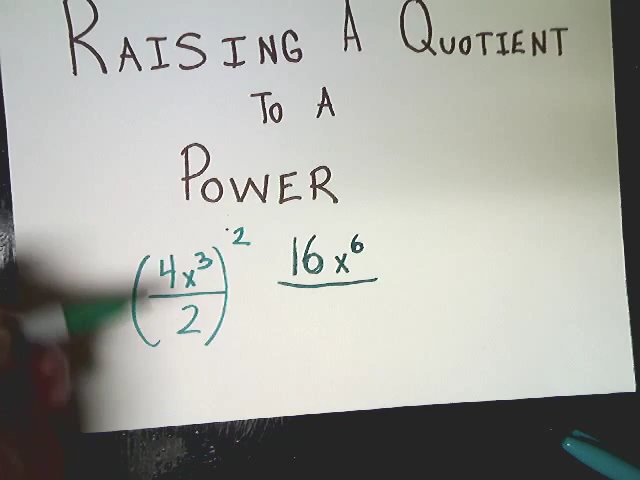 RAISING A QUOTIENT
TO A
POWER
(4x³/2)² 16x⁶